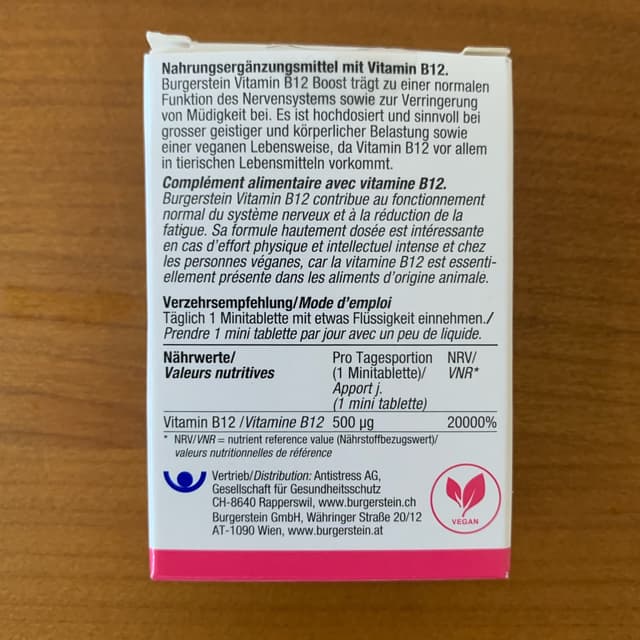 Nahrungsergänzungsmittel mit Vitamin B12.
Burgerstein Vitamin B12 Boost trägt zu einer normalen
Funktion des Nervensystems sowie zur Verringerung
von Müdigkeit bei. Es ist hochdosiert und sinnvoll bei
grosser geistiger und körperlicher Belastung sowie
einer veganen Lebensweise, da Vitamin B12 vor allem
in tierischen Lebensmitteln vorkommt.
Complément alimentaire avec vitamine B12.
Burgerstein Vitamin B12 contribue au fonctionnement
normal du système nerveux et à la réduction de la
fatigue. Sa formule hautement dosée est intéressante
en cas d'effort physique et intellectuel intense et chez
les personnes véganes, car la vitamine B12 est essenti-
ellement présente dans les aliments d'origine animale.
Verzehrsempfehlung/Mode d'emploi
Täglich 1 Minitablette mit etwas Flüssigkeit einnehmen./
Prendre 1 mini tablette par jour avec un peu de liquide.
Nährwerte/ Pro Tagesportion NRV/
Valeurs nutritives (1 Minitablette)/ VNR*
Apport j.
(1 mini tablette)
Vitamin B12 /Vitamine B12 500 µg 20000%
* NRV/VNR = nutrient reference value (Nährstoffbezugswert)/
valeurs nutritionnelles de référence
Vertrieb/Distribution: Antistress AG,
Gesellschaft für Gesundheitsschutz
CH-8640 Rapperswil, www.burgerstein.ch
Burgerstein GmbH, Währinger Straße 20/12
AT-1090 Wien, www.burgerstein.at
VEGAN